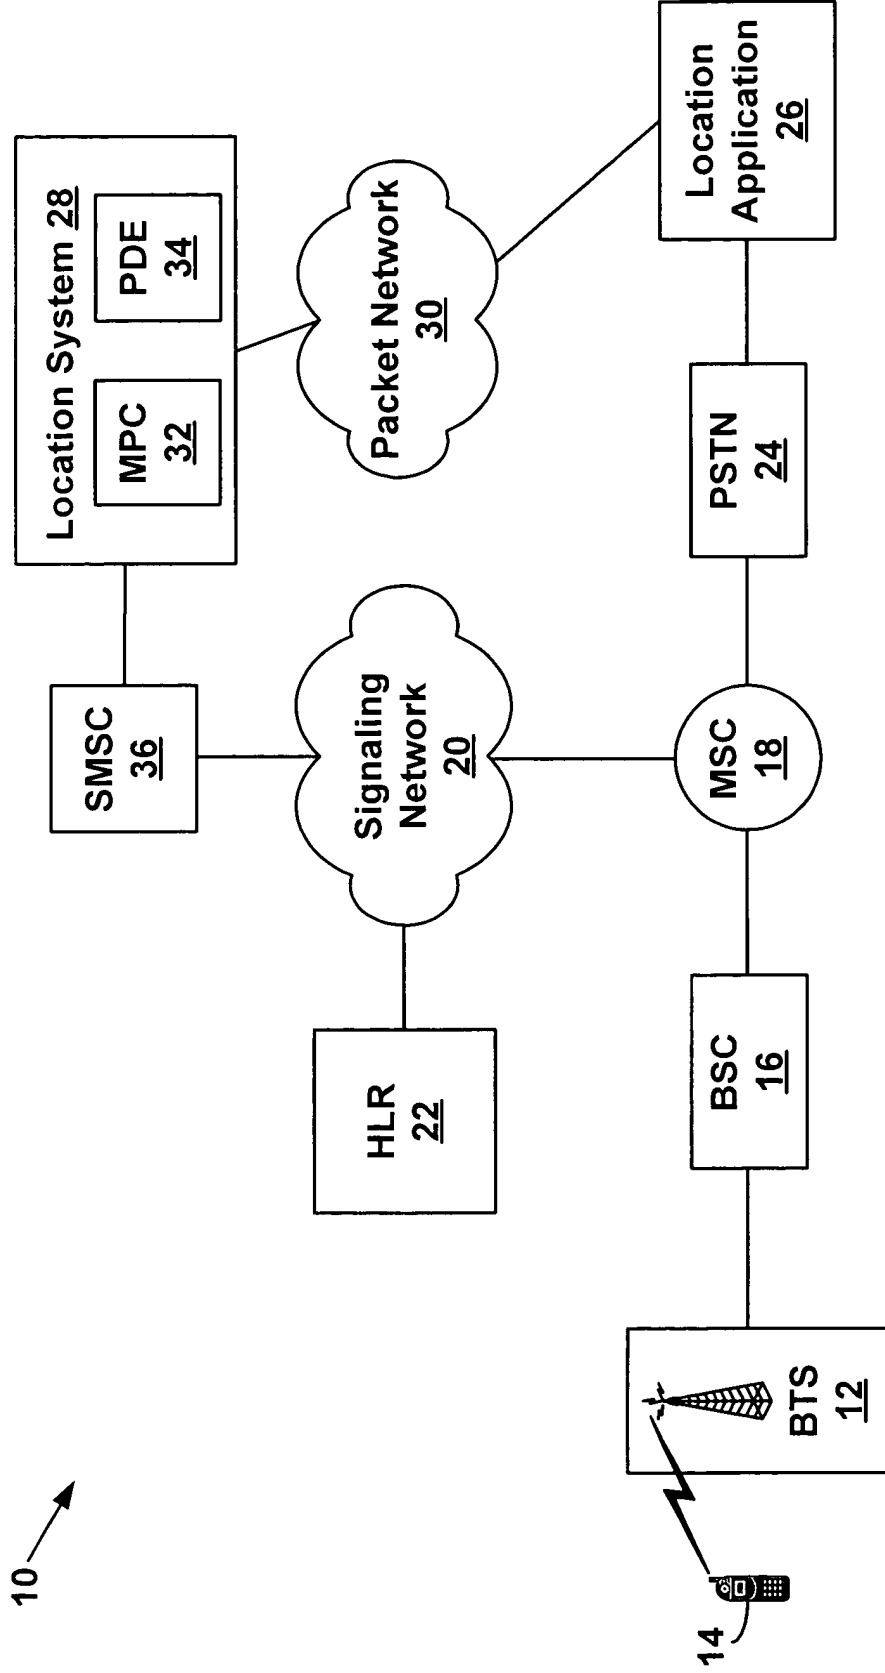 10
Location System 28
MPC
32
PDE
34
SMSC
36
Packet Network
30
Signaling
Network
20
HLR
22
Location
Application
26
PSTN
24
MSC
18
BSC
16
BTS
12
14